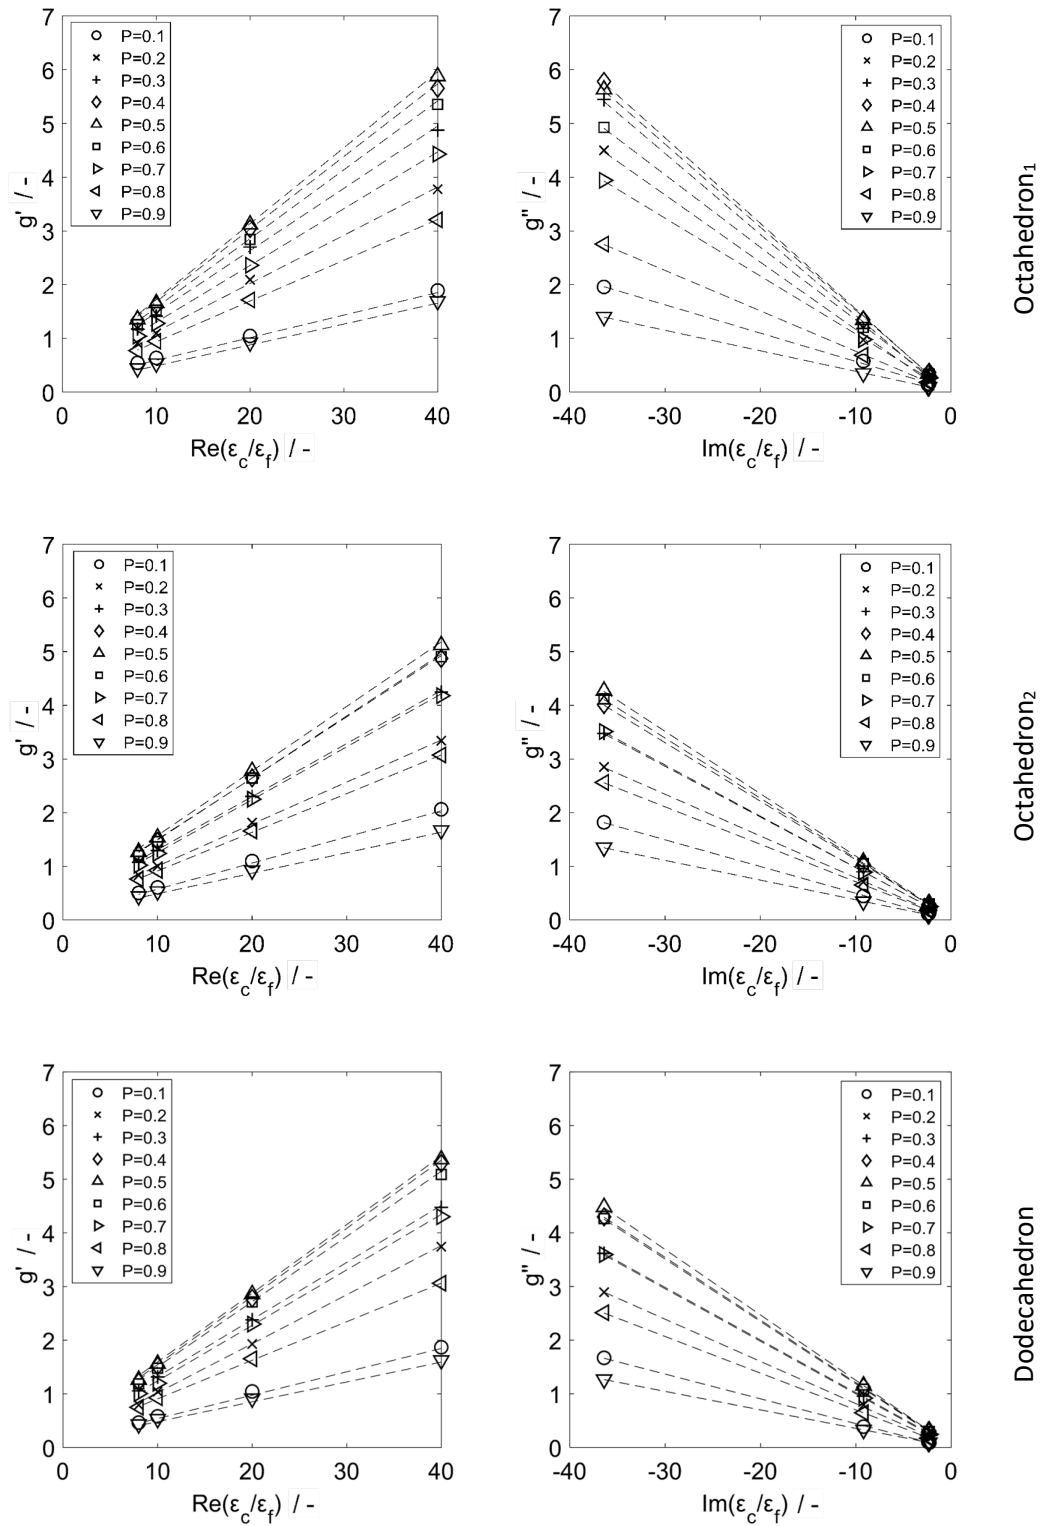 7
6
5
4
3
2
1
0
g' / -
P=0.1
P=0.2
P=0.3
P=0.4
P=0.5
P=0.6
P=0.7
P=0.8
P=0.9
0 10 20 30 40
Re(εc/εf) / -
7
6
5
4
3
2
1
0
g'' / -
P=0.1
P=0.2
P=0.3
P=0.4
P=0.5
P=0.6
P=0.7
P=0.8
P=0.9
-40 -30 -20 -10 0
Im(εc/εf) / -
Octahedron1
7
6
5
4
3
2
1
0
g' / -
P=0.1
P=0.2
P=0.3
P=0.4
P=0.5
P=0.6
P=0.7
P=0.8
P=0.9
0 10 20 30 40
Re(εc/εf) / -
7
6
5
4
3
2
1
0
g'' / -
P=0.1
P=0.2
P=0.3
P=0.4
P=0.5
P=0.6
P=0.7
P=0.8
P=0.9
-40 -30 -20 -10 0
Im(εc/εf) / -
Octahedron2
7
6
5
4
3
2
1
0
g' / -
P=0.1
P=0.2
P=0.3
P=0.4
P=0.5
P=0.6
P=0.7
P=0.8
P=0.9
0 10 20 30 40
Re(εc/εf) / -
7
6
5
4
3
2
1
0
g'' / -
P=0.1
P=0.2
P=0.3
P=0.4
P=0.5
P=0.6
P=0.7
P=0.8
P=0.9
-40 -30 -20 -10 0
Im(εc/εf) / -
Dodecahedron